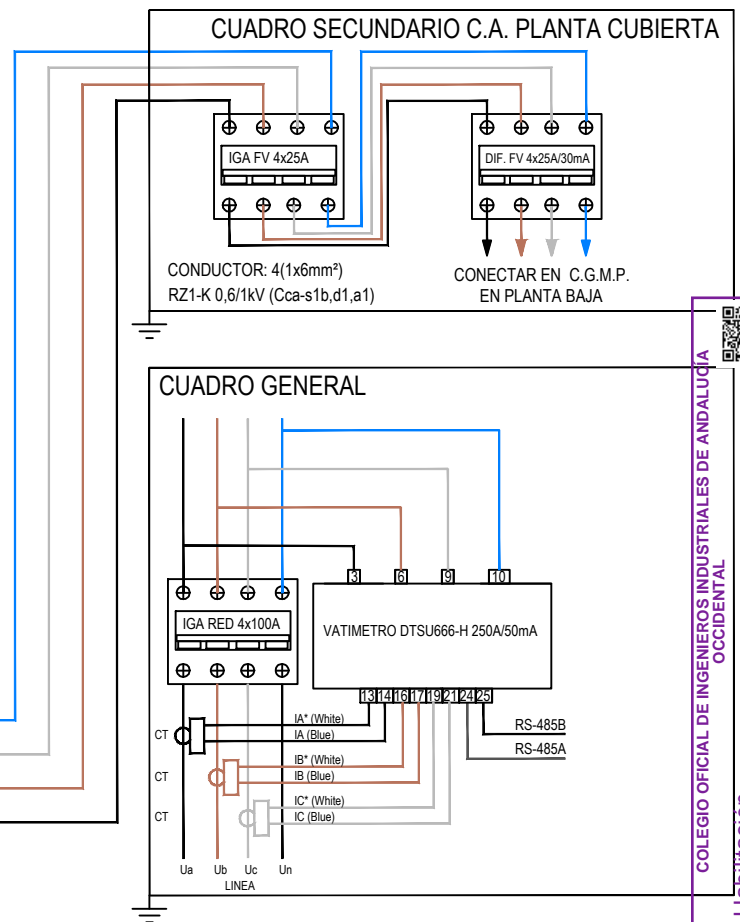 CUADRO SECUNDARIO C.A. PLANTA CUBIERTA
IGA FV 4x25A
DIF. FV 4x25A/30mA
CONDUCTOR: 4(1x6mm²)
RZ1-K 0,6/1kV (Cca-s1b,d1,a1)
CONECTAR EN C.G.M.P.
EN PLANTA BAJA
CUADRO GENERAL
3 6 9 10
IGA RED 4x100A
VATIMETRO DTSU666-H 250A/50mA
13 14 16 17 19 21 24 25
CT
IA* (White)
IA (Blue)
RS-485B
RS-485A
CT
IB* (White)
IB (Blue)
CT
IC* (White)
IC (Blue)
Ua Ub Uc Un
LINEA
COLEGIO OFICIAL DE INGENIEROS INDUSTRIALES DE ANDALUCÍA
OCCIDENTAL
Habilitación